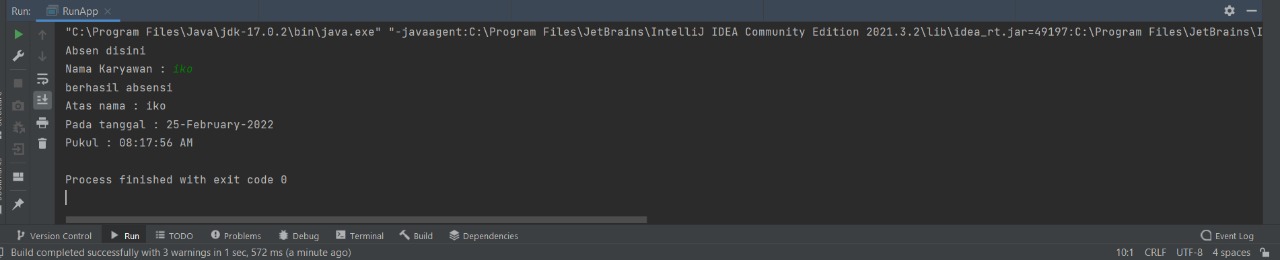 Run: RunApp ×
"C:\Program Files\Java\jdk-17.0.2\bin\java.exe" "-javaagent:C:\Program Files\JetBrains\IntelliJ IDEA Community Edition 2021.3.2\lib\idea_rt.jar=49197:C:\Program Files\JetBrains\I
Absen disini
Nama Karyawan : iko
berhasil absensi
Atas nama : iko
Pada tanggal : 25-February-2022
Pukul : 08:17:56 AM
Process finished with exit code 0
Version Control Run TODO Problems Debug Terminal Build Dependencies Event Log
Build completed successfully with 3 warnings in 1 sec, 572 ms (a minute ago) 10:1 CRLF UTF-8 4 spaces